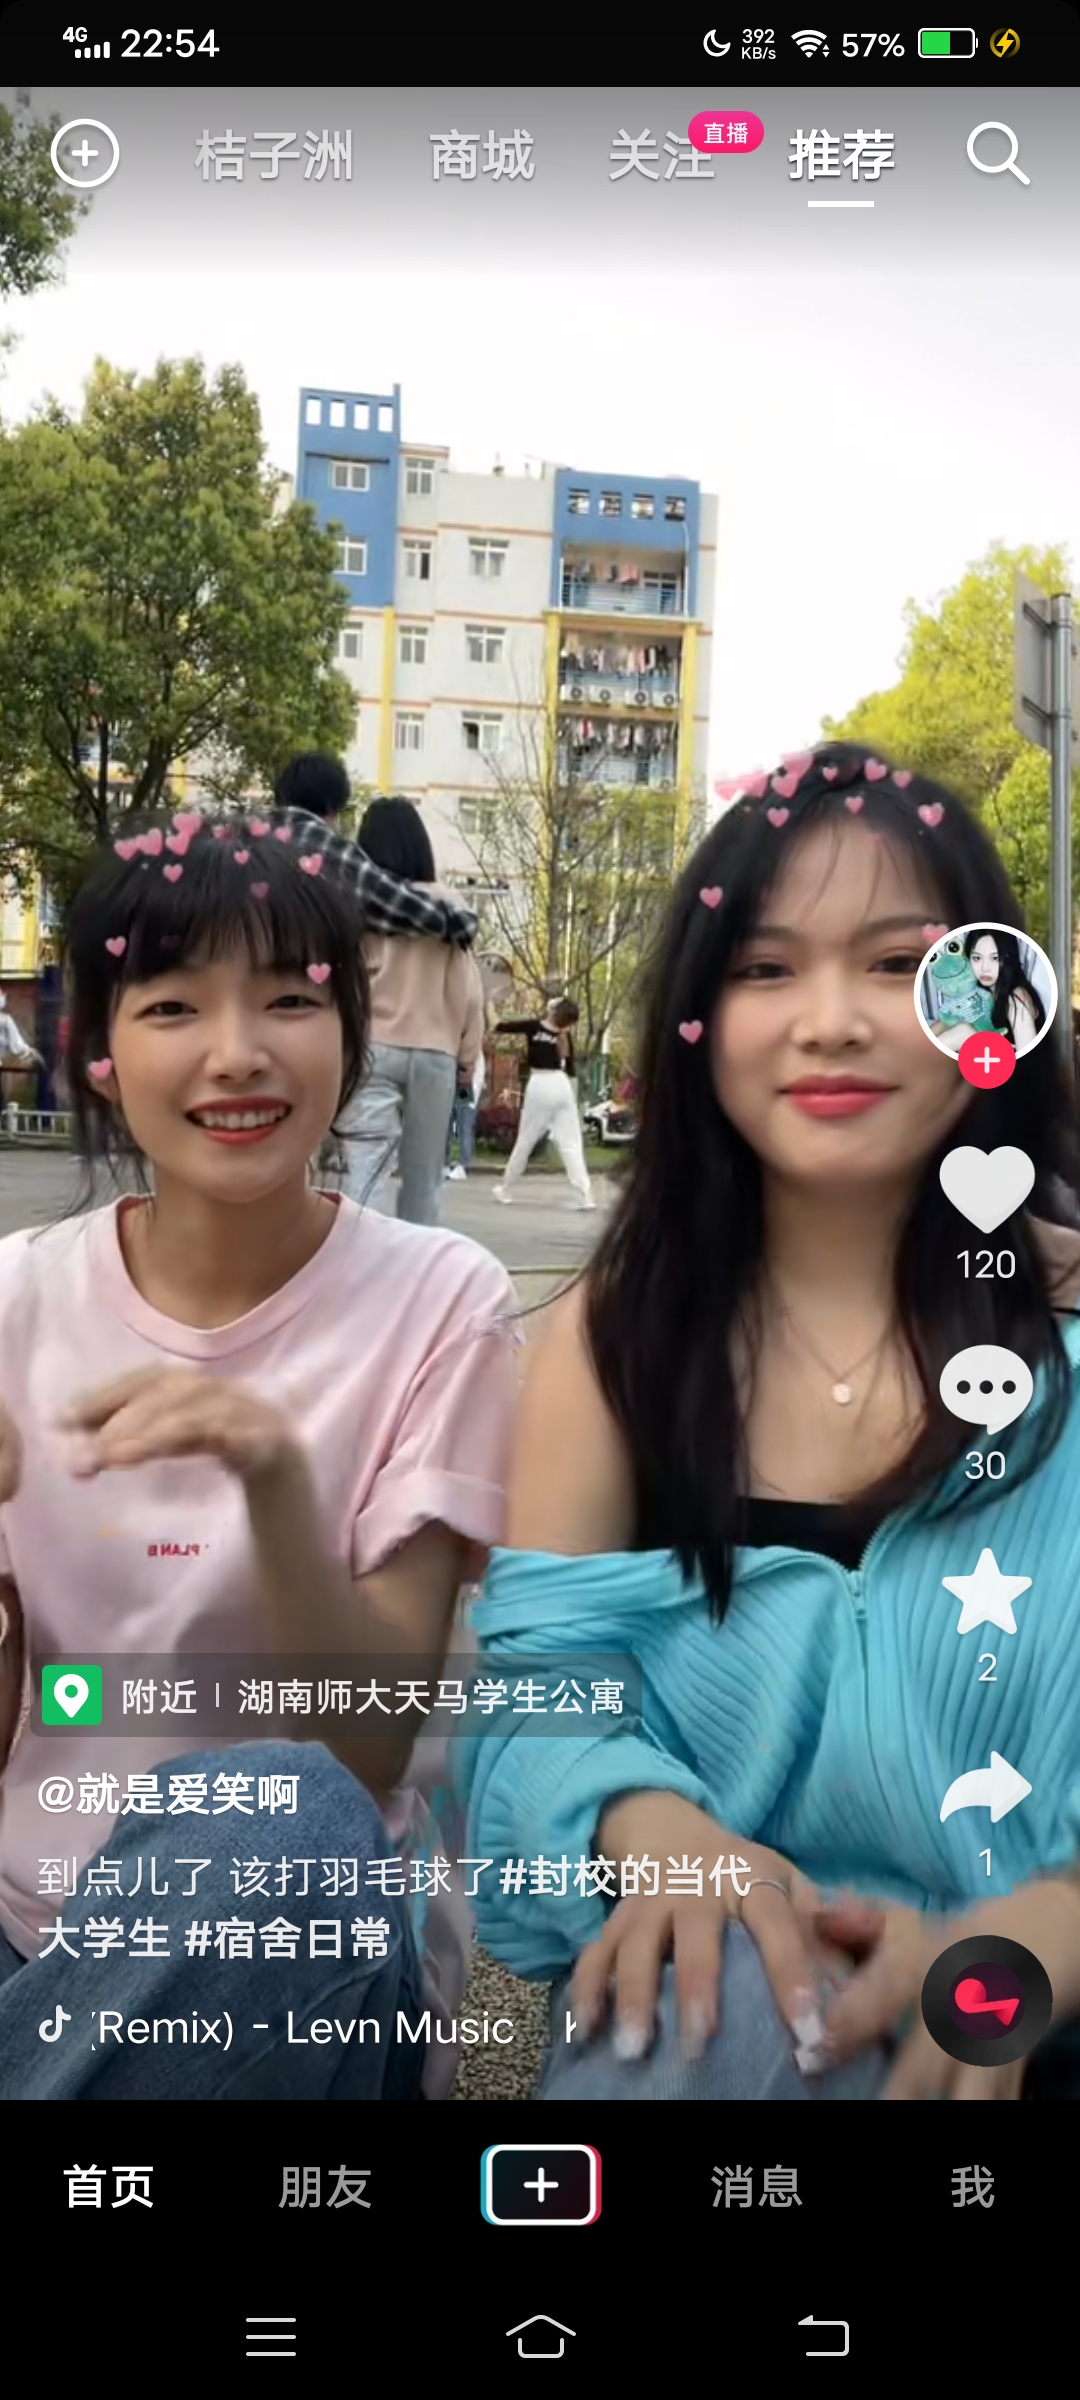 4G 22:54 392 KB/s 57%
桔子洲 商城 关注 直播 推荐
120
PLAN B
30
2
附近 | 湖南师大天马学生公寓
@就是爱笑啊
到点儿了 该打羽毛球了#封校的当代
大学生 #宿舍日常
1
(Remix) - Levn Music
首页 朋友 消息 我